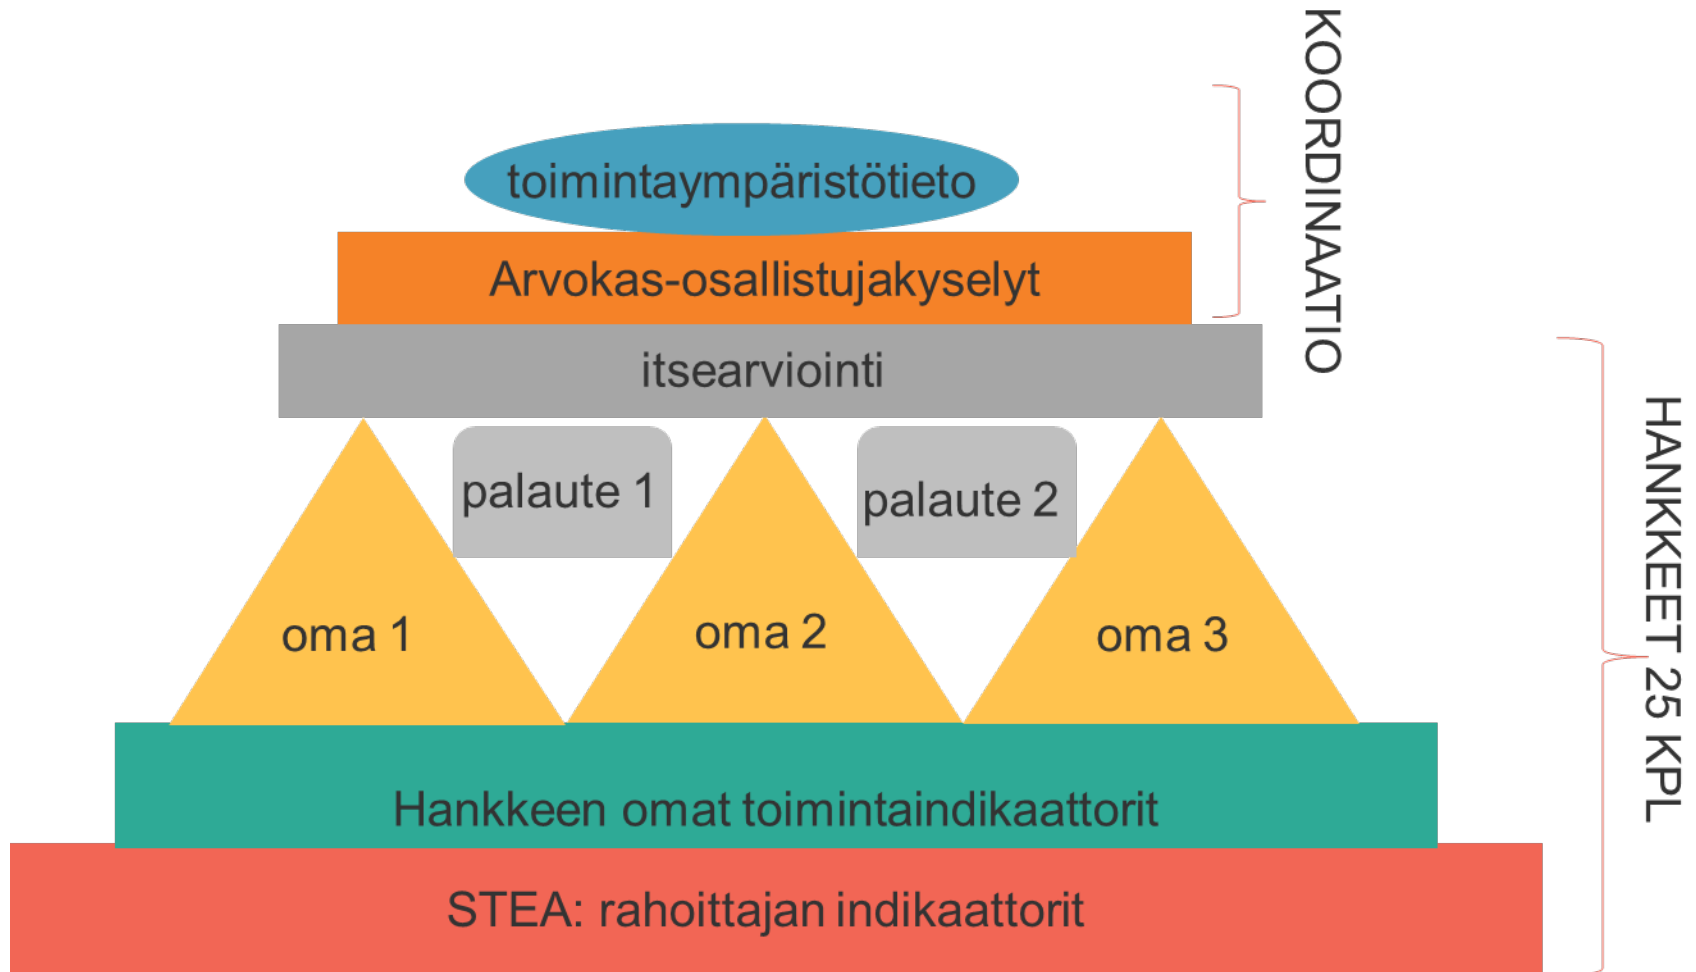 KOORDINAATIO
toimintaympäristötieto
Arvokas-osallistujakyselyt
itsearviointi
HANKKEET 25 KPL
palaute 1
palaute 2
oma 1
oma 2
oma 3
Hankkeen omat toimintaindikaattorit
STEA: rahoittajan indikaattorit